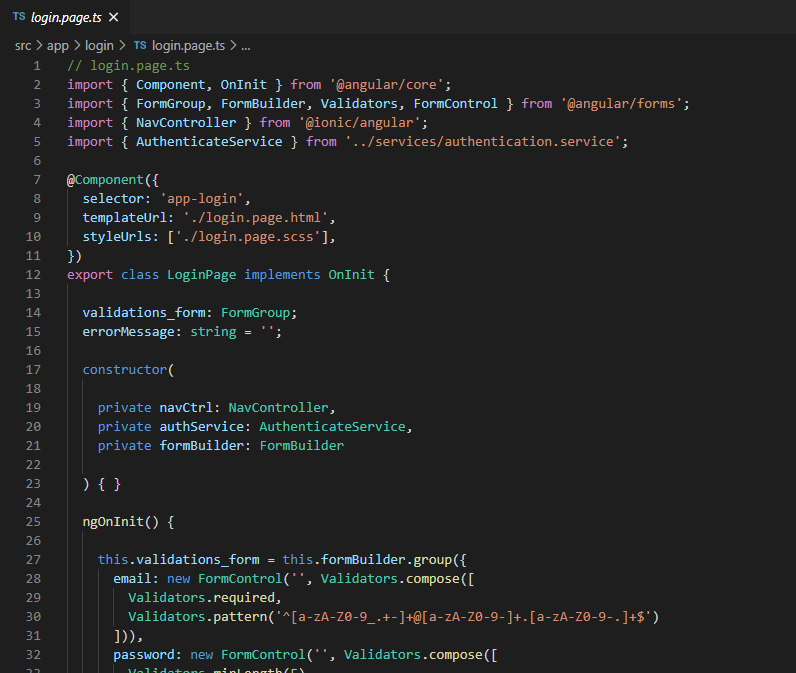 TS login.page.ts ×
src > app > login > TS login.page.ts > ...
1 // login.page.ts
2 import { Component, OnInit } from '@angular/core';
3 import { FormGroup, FormBuilder, Validators, FormControl } from '@angular/forms';
4 import { NavController } from '@ionic/angular';
5 import { AuthenticateService } from '../services/authentication.service';
6
7 @Component({
8   selector: 'app-login',
9   templateUrl: './login.page.html',
10   styleUrls: ['./login.page.scss'],
11 })
12 export class LoginPage implements OnInit {
13
14   validations_form: FormGroup;
15   errorMessage: string = '';
16
17   constructor(
18
19     private navCtrl: NavController,
20     private authService: AuthenticateService,
21     private formBuilder: FormBuilder
22
23   ) { }
24
25   ngOnInit() {
26
27     this.validations_form = this.formBuilder.group({
28       email: new FormControl('', Validators.compose([
29         Validators.required,
30         Validators.pattern('^[a-zA-Z0-9_.+-]+@[a-zA-Z0-9-]+.[a-zA-Z0-9-.]+$')
31       ])),
32       password: new FormControl('', Validators.compose([
33         Validators.minLength(5),